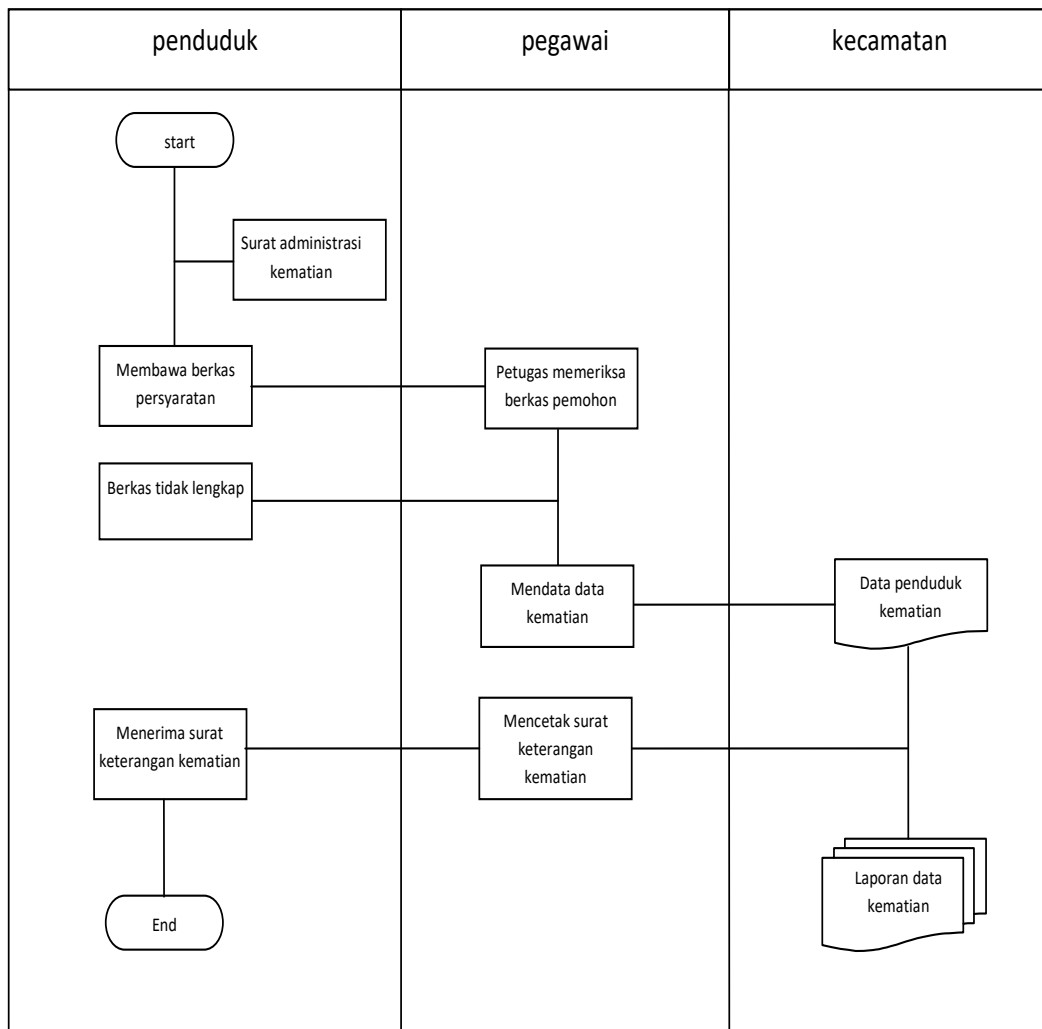 penduduk
pegawai
kecamatan
start
Surat administrasi
kematian
Membawa berkas
persyaratan
Petugas memeriksa
berkas pemohon
Berkas tidak lengkap
Mendata data
kematian
Data penduduk
kematian
Menerima surat
keterangan kematian
Mencetak surat
keterangan
kematian
Laporan data
kematian
End